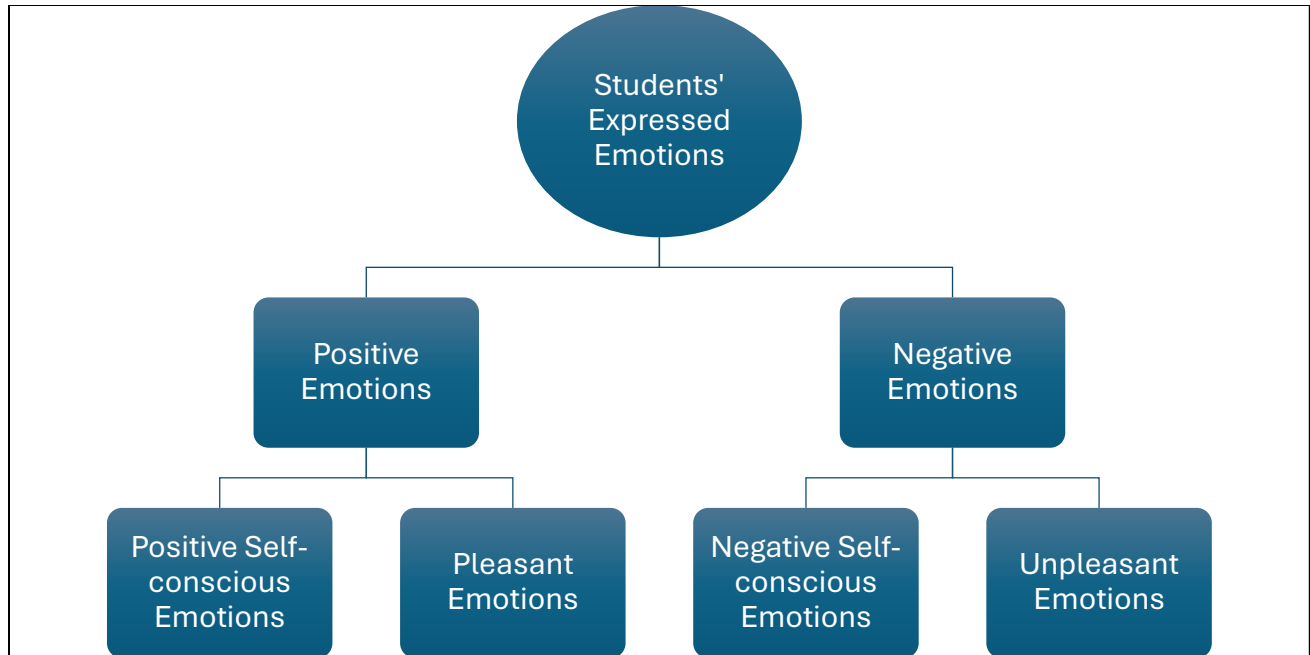 Students'
Expressed
Emotions
Positive
Emotions
Negative
Emotions
Positive Self-
conscious
Emotions
Pleasant
Emotions
Negative Self-
conscious
Emotions
Unpleasant
Emotions